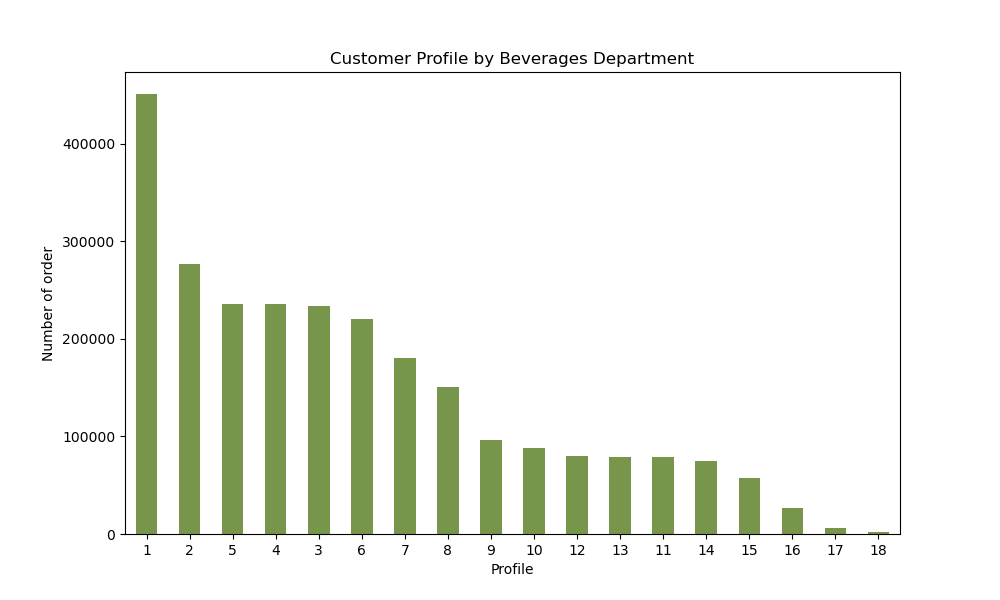 Customer Profile by Beverages Department
Number of order
400000
300000
200000
100000
0
1 2 5 4 3 6 7 8 9 10 12 13 11 14 15 16 17 18
Profile